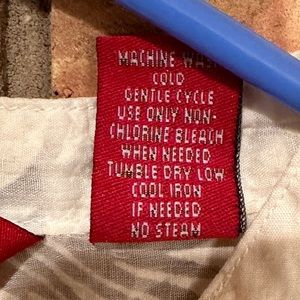 MACHINE WASH
COLD
GENTLE CYCLE
USE ONLY NON-
CHLORINE BLEACH
WHEN NEEDED
TUMBLE DRY LOW
COOL IRON
IF NEEDED
NO STEAM